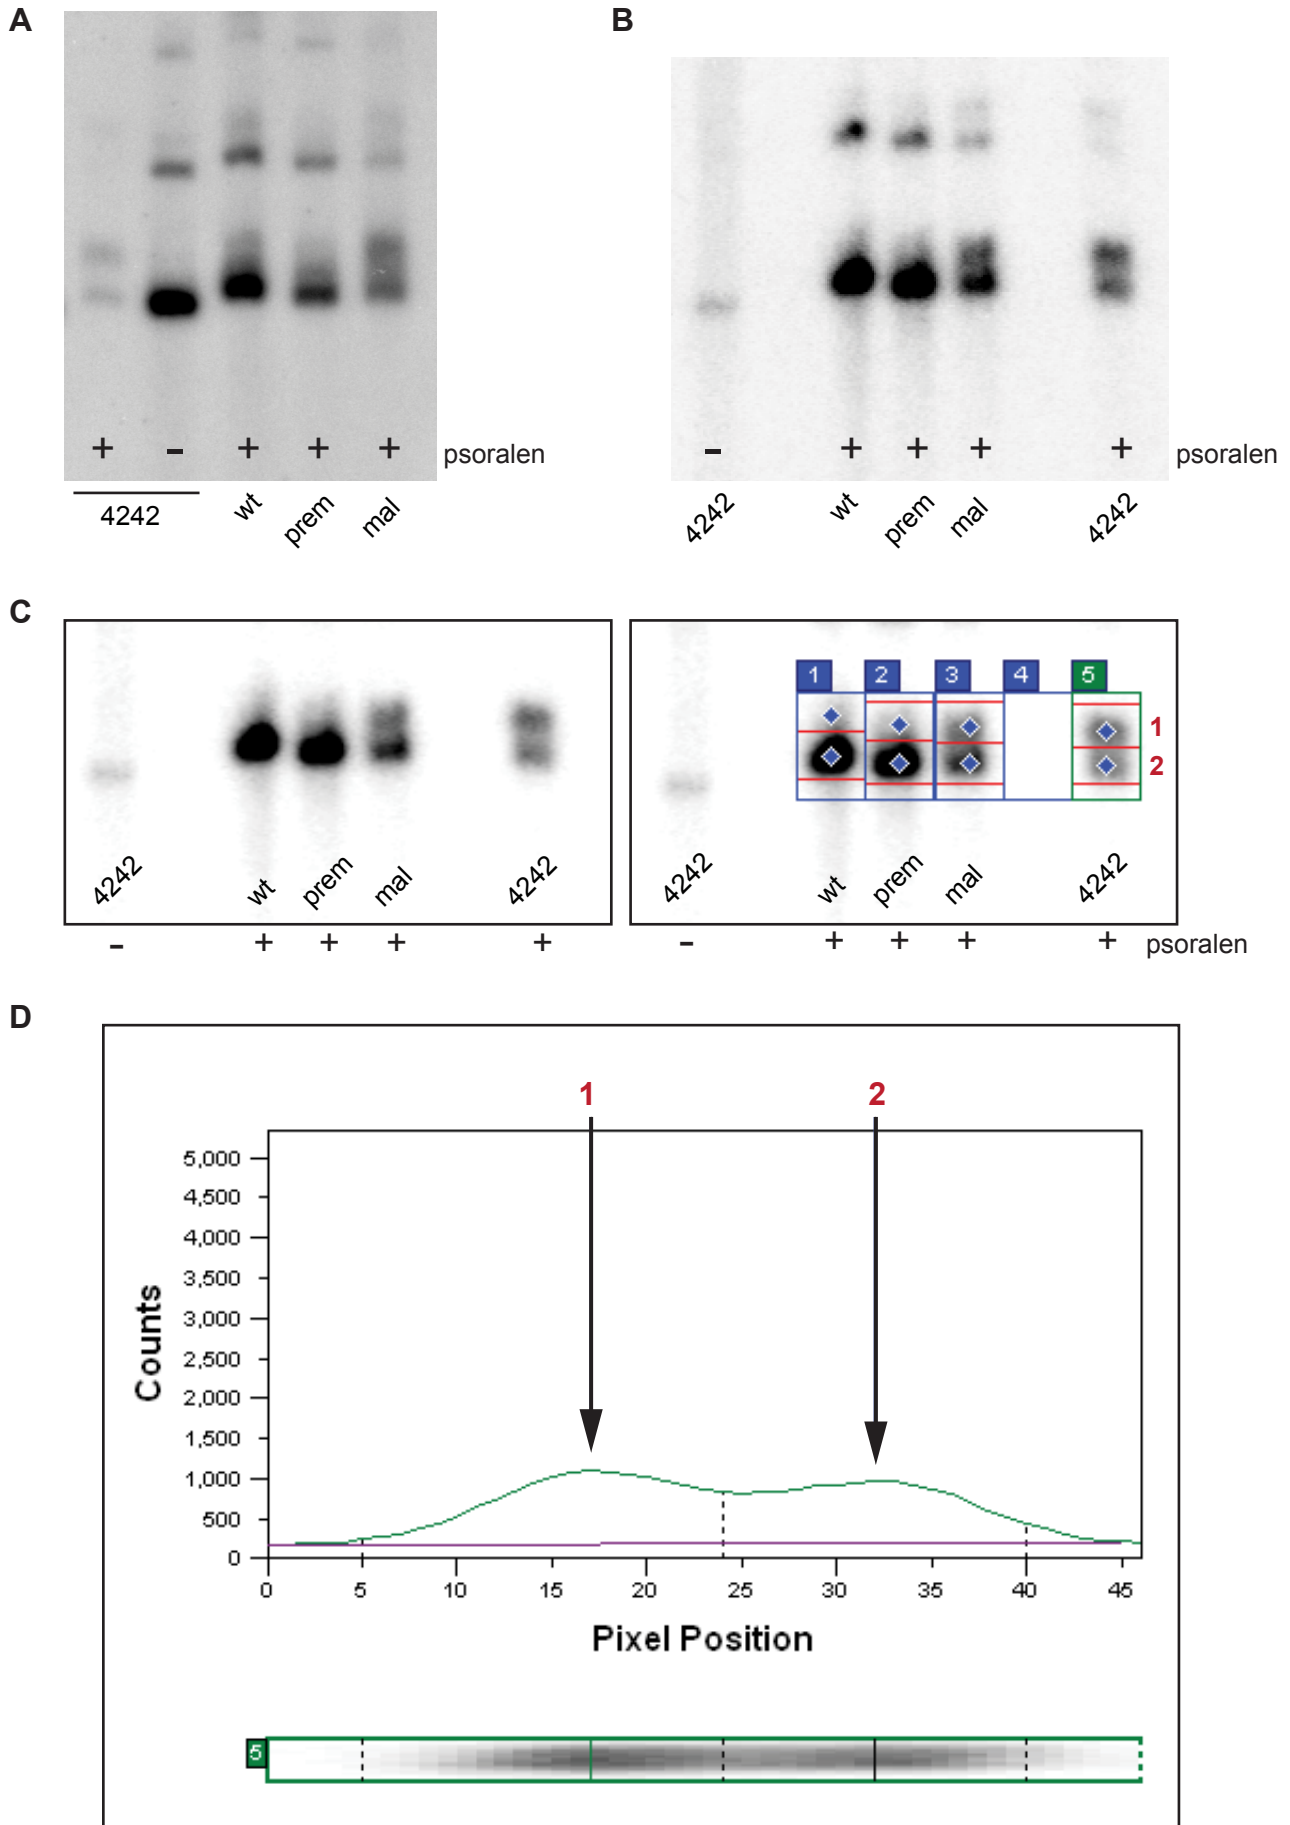 A
+ - + + + psoralen
4242 wt prem mal
B
- + + + + psoralen
4242 wt prem mal 4242
C
4242 wt prem mal 4242
- + + + +
1 2 3 4 5
1
2
4242 wt prem mal 4242
- + + + + psoralen
D
1 2
5,000
4,500
4,000
3,500
3,000
2,500
2,000
1,500
1,000
500
0
Counts
0 5 10 15 20 25 30 35 40 45
Pixel Position
5